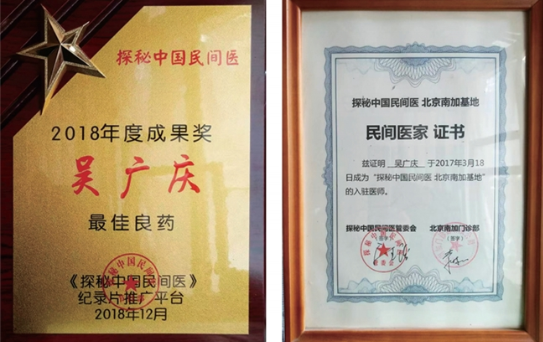 探秘中国民间医
2018年度成果奖
吴广庆
最佳良药
《探秘中国民间医》
纪录片推广平台
2018年12月
探秘中国民间医 北京南加基地
民间医家 证书
兹证明 吴广庆 于2017年3月18
日成为“探秘中国民间医 北京南加基地”
的入驻医师。
探秘中国民间医管委会 北京南加门诊部